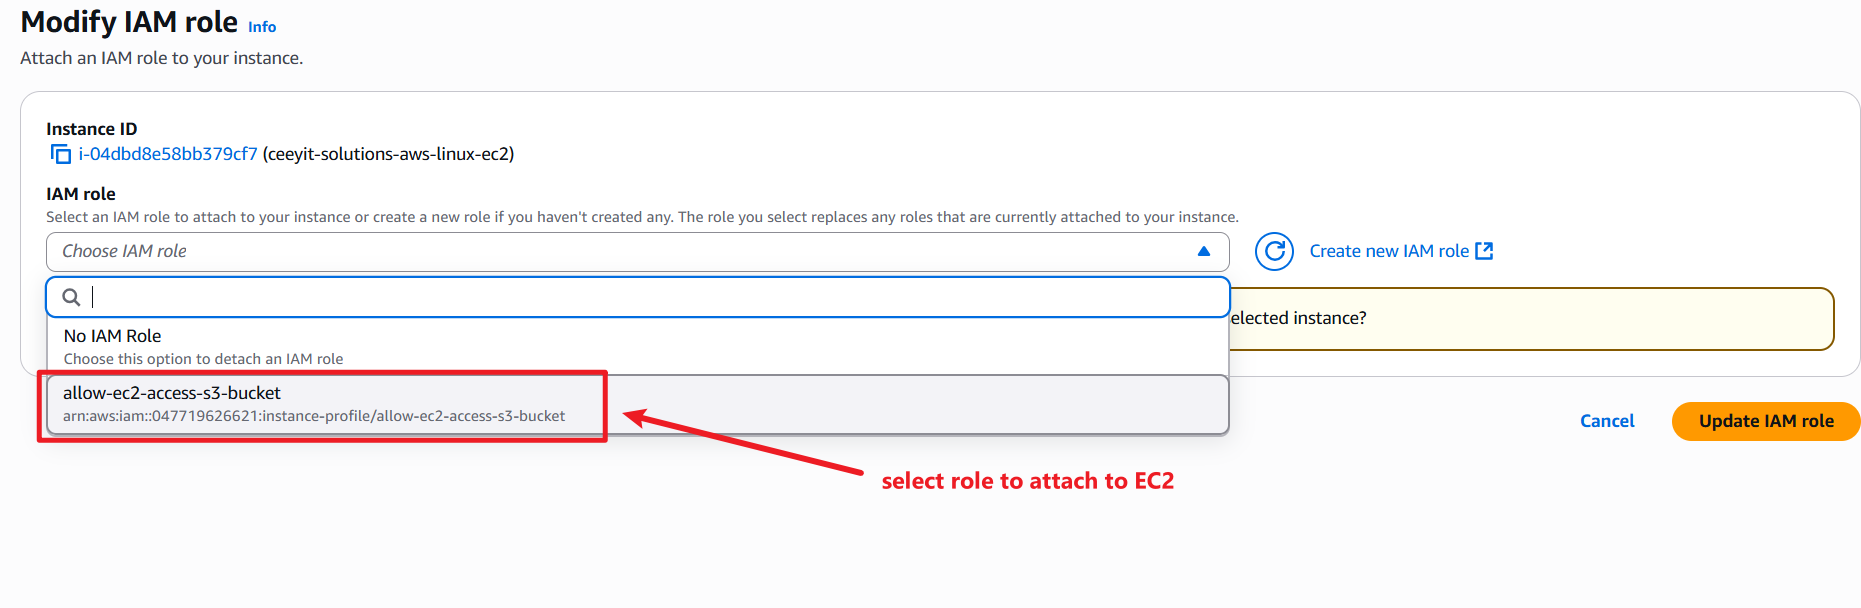 Modify IAM role Info
Attach an IAM role to your instance.
Instance ID
i-04dbd8e58bb379cf7 (ceeyit-solutions-aws-linux-ec2)
IAM role
Select an IAM role to attach to your instance or create a new role if you haven't created any. The role you select replaces any roles that are currently attached to your instance.
Choose IAM role
Create new IAM role
elected instance?
No IAM Role
Choose this option to detach an IAM role
allow-ec2-access-s3-bucket
arn:aws:iam::047719626621:instance-profile/allow-ec2-access-s3-bucket
Cancel
Update IAM role
select role to attach to EC2